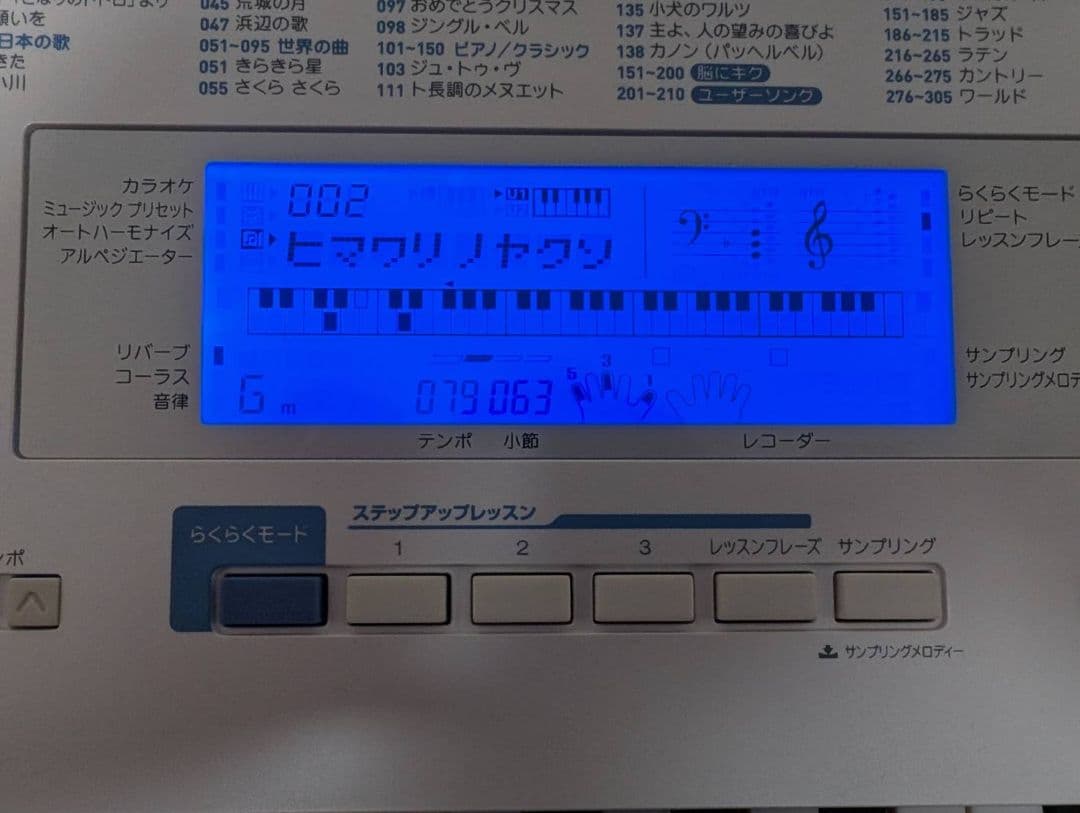 045 荒城の月
047 浜辺の歌
051~095 世界の曲
051 きらきら星
055 さくら さくら
日本の歌
097 おめでとうクリスマス
098 ジングル・ベル
101~150 ピアノ/クラシック
103 ジュ・トゥ・ヴ
111 ト長調のメヌエット
135 小犬のワルツ
137 主よ、人の望みの喜びよ
138 カノン(パッヘルベル)
151~200 脳にキク
201~210 ユーザーソング
151~185 ジャズ
186~215 トラッド
216~265 ラテン
266~275 カントリー
276~305 ワールド
カラオケ
ミュージック プリセット
オートハーモナイズ
アルペジエーター
リバーブ
コーラス
音律
002
ヒマワリノヤクソ
5 3 1
G m 079 063
テンポ 小節 レコーダー
らくらくモード
リピート
レッスンフレー
サンプリング
サンプリングメロデ
らくらくモード
ステップアップレッスン
1 2 3 レッスンフレーズ サンプリング
サンプリングメロディー